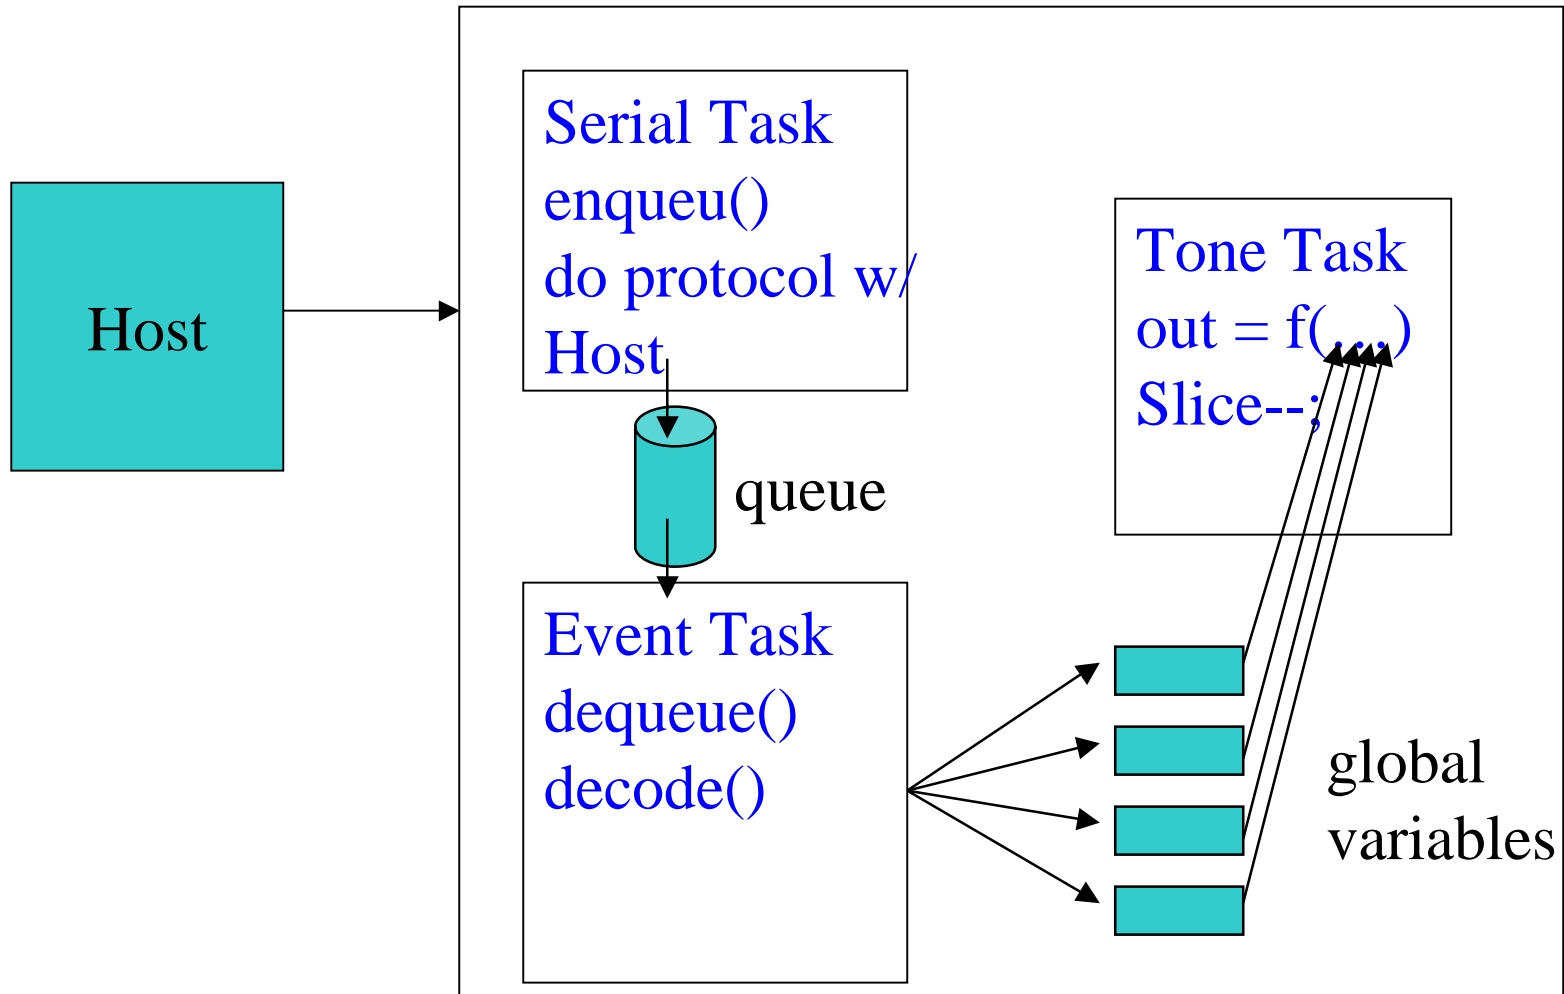 Host
Serial Task
enqueu()
do protocol w/
Host
queue
Event Task
dequeue()
decode()
Tone Task
out = f(. . .)
Slice--;
global
variables